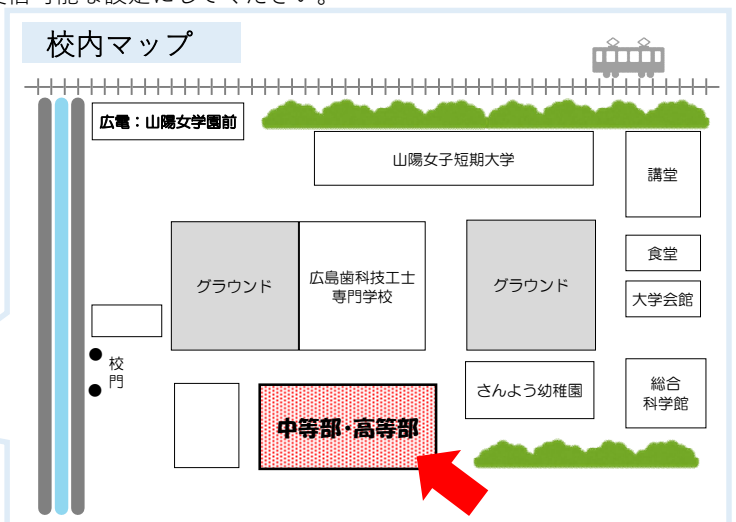 校内マップ
広電：山陽女学園前
山陽女子短期大学
講堂
グラウンド
広島歯科技工士
専門学校
グラウンド
食堂
大学会館
校
門
さんよう幼稚園
総合
科学館
中等部・高等部